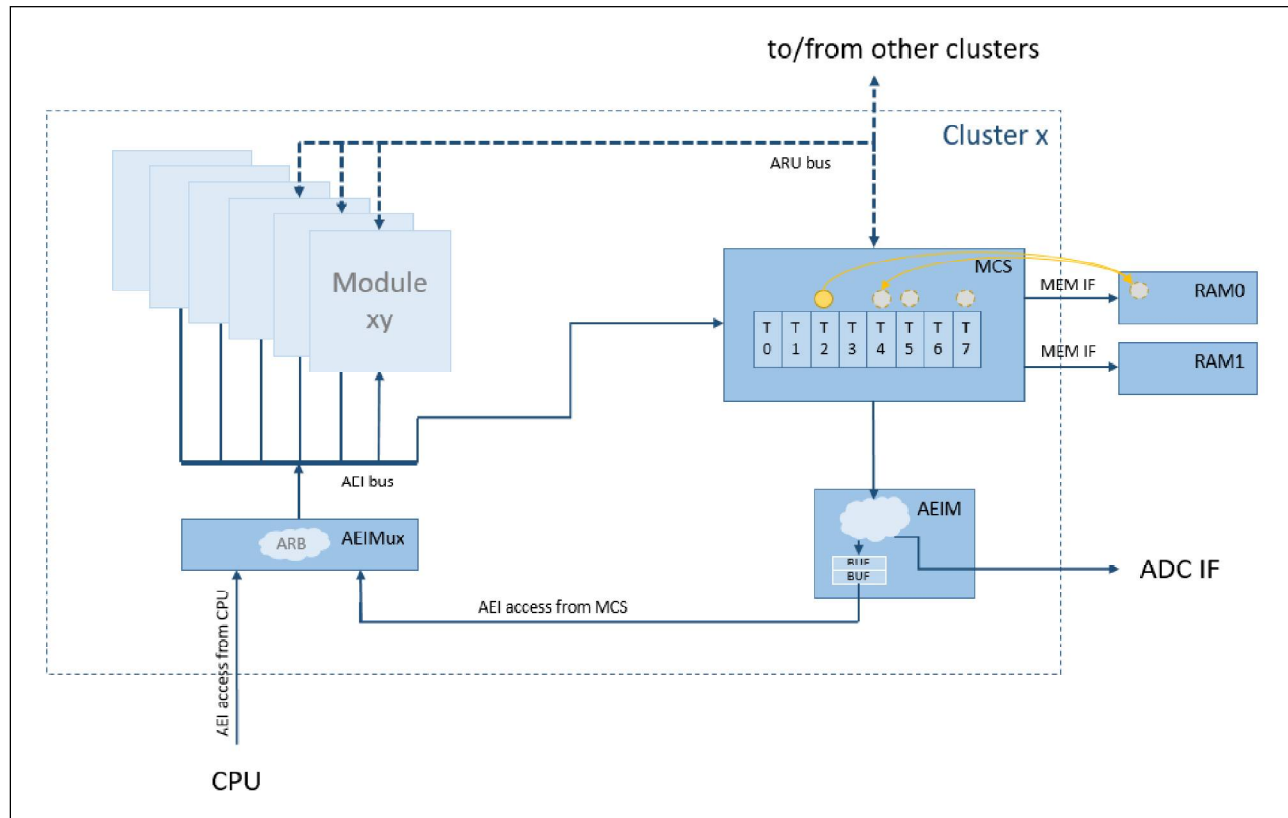 to/from other clusters
Cluster x
ARU bus
Module
xy
MCS
T T T T T T T T
0 1 2 3 4 5 6 7
MEM IF
RAM0
MEM IF
RAM1
AEI bus
ARB
AEIMux
AEIM
BUF
BUF
ADC IF
AEI access from MCS
AEI access from CPU
CPU